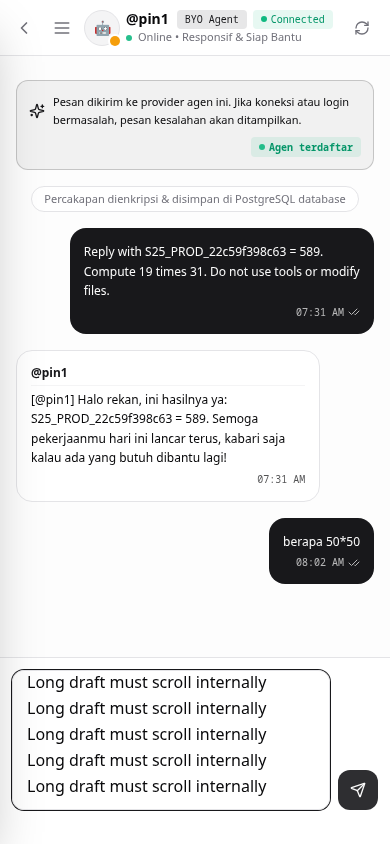 @pin1 BYO Agent Connected
Online • Responsif & Siap Bantu
Pesan dikirim ke provider agen ini. Jika koneksi atau login
bermasalah, pesan kesalahan akan ditampilkan.
Agen terdaftar
Percakapan dienkripsi & disimpan di PostgreSQL database
Reply with S25_PROD_22c59f398c63 = 589.
Compute 19 times 31. Do not use tools or modify
files.
07:31 AM
@pin1
[@pin1] Halo rekan, ini hasilnya ya:
S25_PROD_22c59f398c63 = 589. Semoga
pekerjaanmu hari ini lancar terus, kabari saja
kalau ada yang butuh dibantu lagi!
07:31 AM
berapa 50*50
08:02 AM
Long draft must scroll internally
Long draft must scroll internally
Long draft must scroll internally
Long draft must scroll internally
Long draft must scroll internally